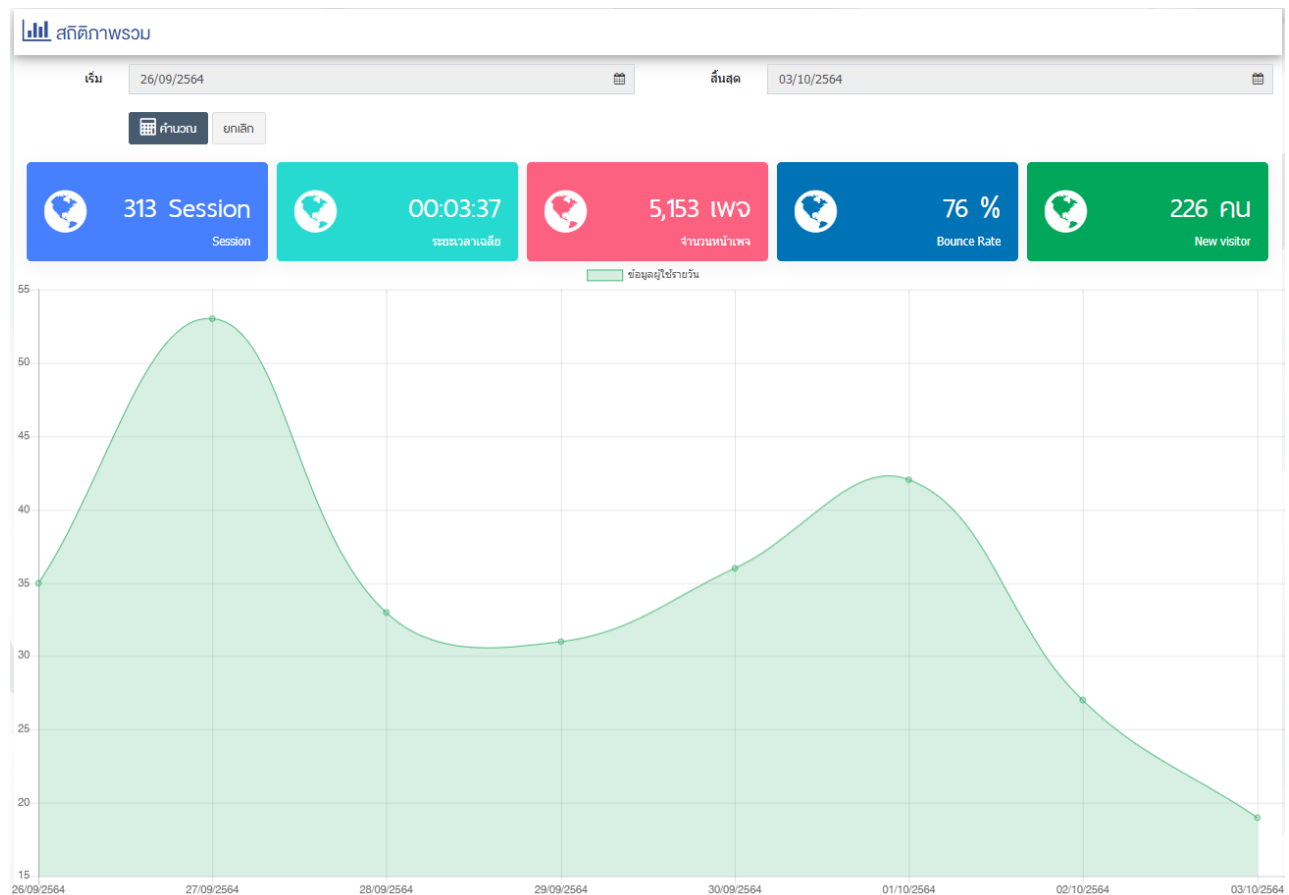 สถิติภาพรวม
เริ่ม 26/09/2564 สิ้นสุด 03/10/2564
คำนวณ ยกเลิก
313 Session 00:03:37 5,153 เพจ 76 % 226 คน
Session ระยะเวลาเฉลี่ย จำนวนหน้าเพจ Bounce Rate New visitor
ข้อมูลผู้ใช้รายวัน
55
50
45
40
35
30
25
20
15
26/09/2564 27/09/2564 28/09/2564 29/09/2564 30/09/2564 01/10/2564 02/10/2564 03/10/2564